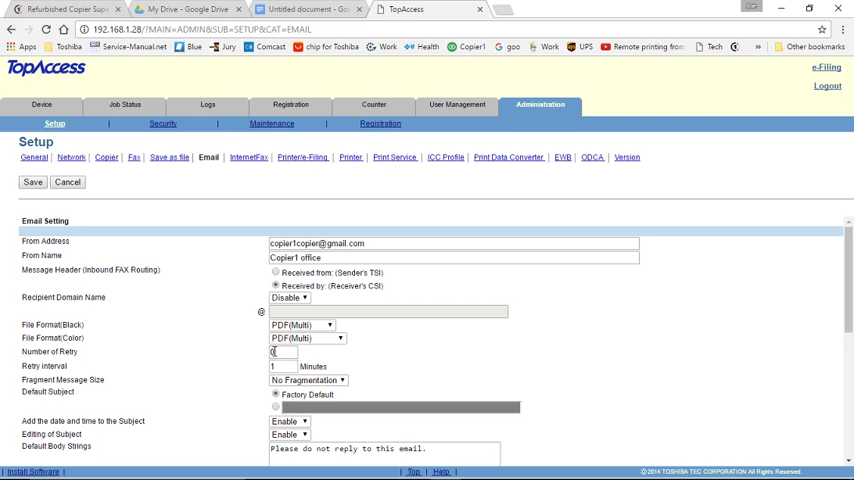 Refurbished Copier Supe
My Drive - Google Drive
Untitled document - Goo
TopAccess
192.168.1.28/?MAIN=ADMIN&SUB=SETUP&CAT=EMAIL
Apps Toshiba Service-Manual.net Blue Jury Comcast chip for Toshiba Work Health Copier1 goo Work UPS Remote printing from Tech » Other bookmarks
TopAccess
e-Filing
Logout
Device Job Status Logs Registration Counter User Management Administration
Setup | Security | Maintenance | Registration
Setup
General | Network | Copier | Fax | Save as file | Email | InternetFax | Printer/e-Filing | Printer | Print Service | ICC Profile | Print Data Converter | EWB | ODCA | Version
Save Cancel
Email Setting
From Address copier1copier@gmail.com
From Name Copier1 office
Message Header (Inbound FAX Routing) Received from: (Sender's TSI)
Received by: (Receiver's CSI)
Recipient Domain Name Disable
@
File Format(Black) PDF(Multi)
File Format(Color) PDF(Multi)
Number of Retry 0
Retry interval 1 Minutes
Fragment Message Size No Fragmentation
Default Subject Factory Default
Add the date and time to the Subject Enable
Editing of Subject Enable
Default Body Strings Please do not reply to this email.
| Install Software | | Top | Help | ©2014 TOSHIBA TEC CORPORATION All Rights Reserved.